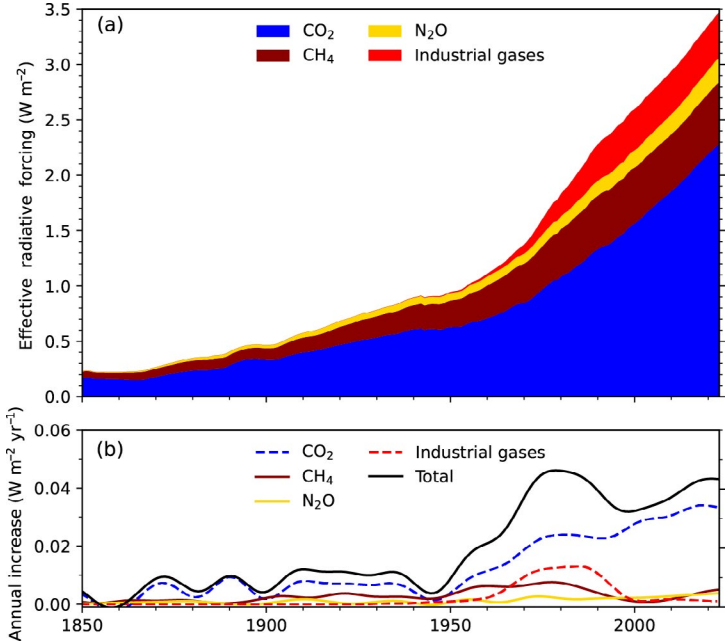 (a)
CO₂
CH₄
N₂O
Industrial gases
Effective radiative forcing (W m⁻²)
3.5
3.0
2.5
2.0
1.5
1.0
0.5
0.0
(b)
CO₂
CH₄
N₂O
Industrial gases
Total
Annual increase (W m⁻² yr⁻¹)
0.06
0.04
0.02
0.00
1850
1900
1950
2000